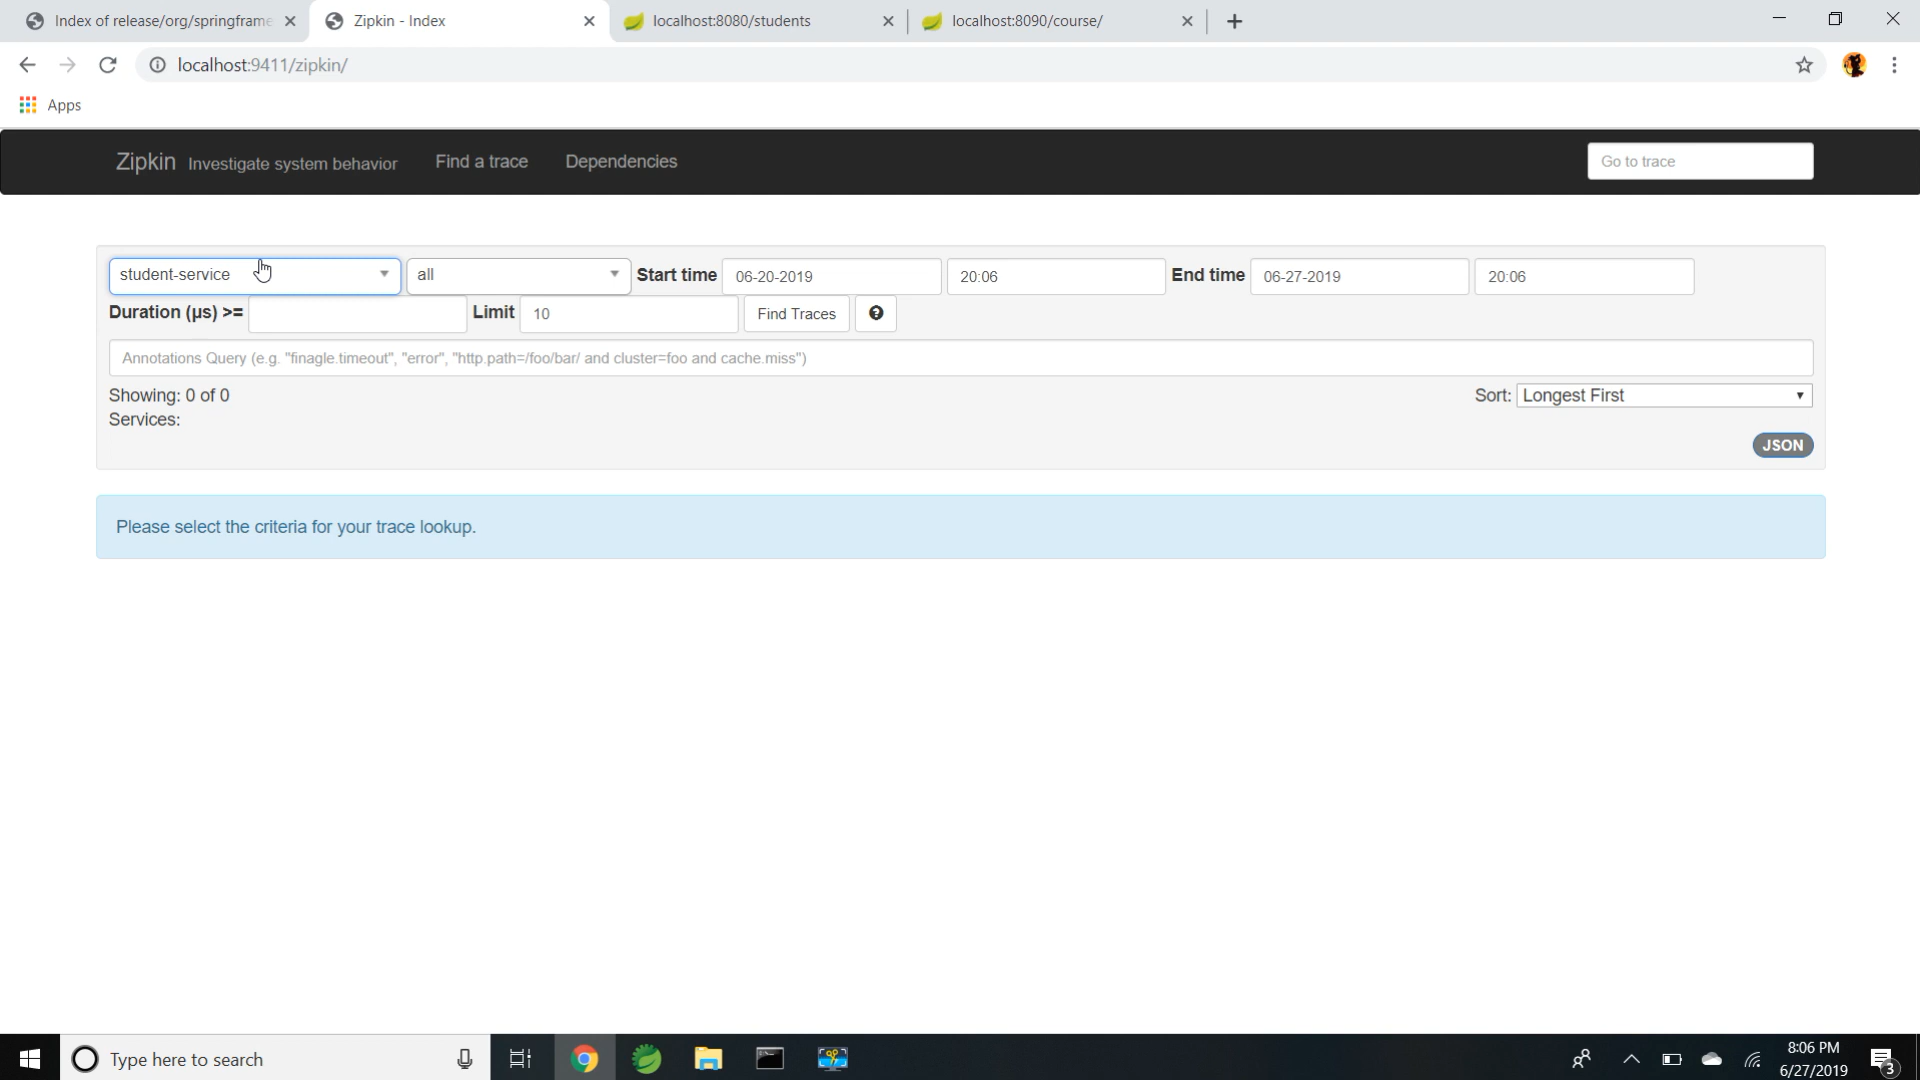 Index of release/org/springframe
Zipkin - Index
localhost:8080/students
localhost:8090/course/
localhost:9411/zipkin/
Apps
Zipkin Investigate system behavior Find a trace Dependencies Go to trace
student-service all Start time 06-20-2019 20:06 End time 06-27-2019 20:06
Duration (μs) >= Limit 10 Find Traces ?
Annotations Query (e.g. "finagle.timeout", "error", "http.path=/foo/bar/ and cluster=foo and cache.miss")
Showing: 0 of 0 Sort: Longest First
Services:
JSON
Please select the criteria for your trace lookup.
Type here to search
8:06 PM
6/27/2019
3